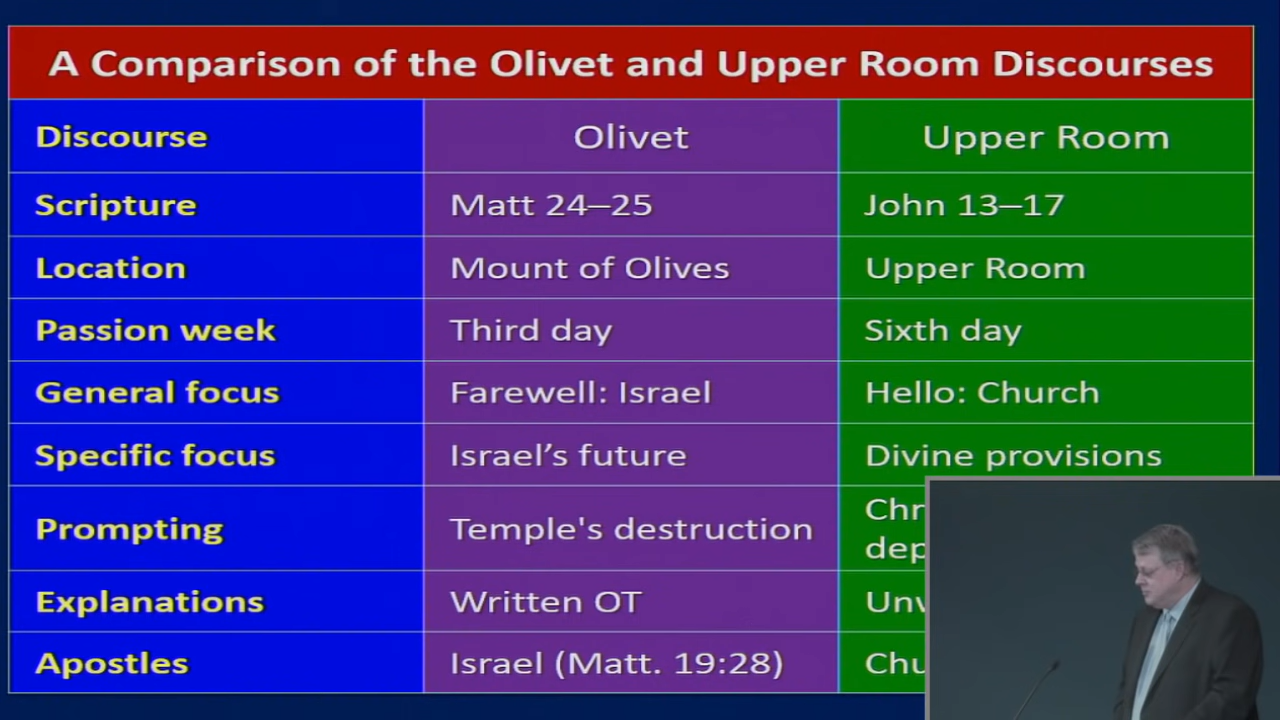 A Comparison of the Olivet and Upper Room Discourses
Discourse Olivet Upper Room
Scripture Matt 24–25 John 13–17
Location Mount of Olives Upper Room
Passion week Third day Sixth day
General focus Farewell: Israel Hello: Church
Specific focus Israel’s future Divine provisions
Prompting Temple's destruction
Explanations Written OT
Apostles Israel (Matt. 19:28)